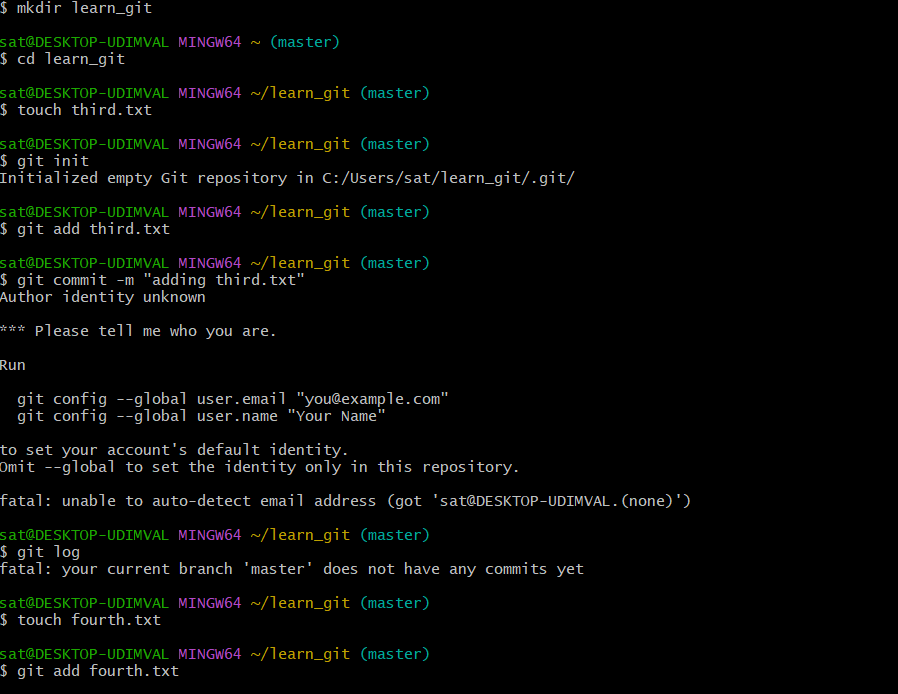 $ mkdir learn_git
sat@DESKTOP-UDIMVAL MINGW64 ~ (master)
$ cd learn_git
sat@DESKTOP-UDIMVAL MINGW64 ~/learn_git (master)
$ touch third.txt
sat@DESKTOP-UDIMVAL MINGW64 ~/learn_git (master)
$ git init
Initialized empty Git repository in C:/Users/sat/learn_git/.git/
sat@DESKTOP-UDIMVAL MINGW64 ~/learn_git (master)
$ git add third.txt
sat@DESKTOP-UDIMVAL MINGW64 ~/learn_git (master)
$ git commit -m "adding third.txt"
Author identity unknown
*** Please tell me who you are.
Run
  git config --global user.email "you@example.com"
  git config --global user.name "Your Name"
to set your account's default identity.
Omit --global to set the identity only in this repository.
fatal: unable to auto-detect email address (got 'sat@DESKTOP-UDIMVAL.(none)')
sat@DESKTOP-UDIMVAL MINGW64 ~/learn_git (master)
$ git log
fatal: your current branch 'master' does not have any commits yet
sat@DESKTOP-UDIMVAL MINGW64 ~/learn_git (master)
$ touch fourth.txt
sat@DESKTOP-UDIMVAL MINGW64 ~/learn_git (master)
$ git add fourth.txt